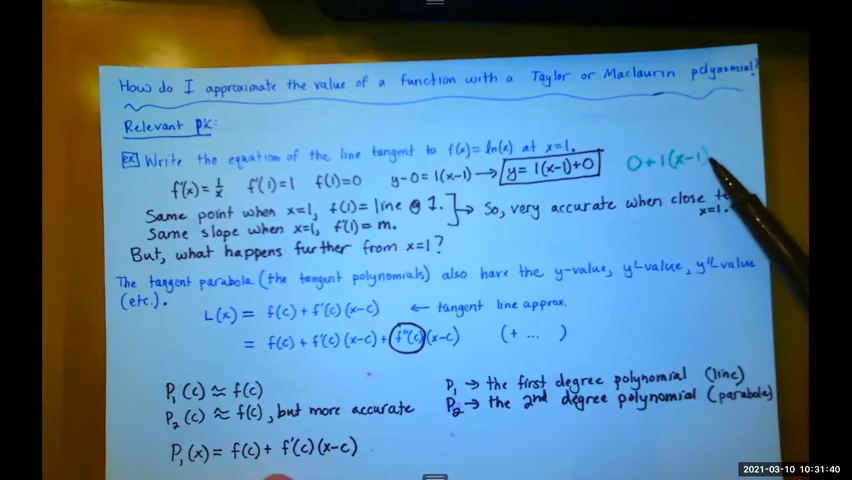 How do I approximate the value of a function with a Taylor or Maclaurin polynomial?
Relevant pk:
ex Write the equation of the line tangent to f(x)=ln(x) at x=1.
f'(x)=1/x f'(1)=1 f(1)=0 y-0=1(x-1) → y=1(x-1)+0 0+1(x-1)
Same point when x=1, f(1)=line @ 1.
Same slope when x=1, f'(1)=m.
So, very accurate when close to x=1.
But, what happens further from x=1?
The tangent parabola (the tangent polynomials) also have the y-value, y'-value, y"-value
(etc.).
L(x) = f(c)+f'(c)(x-c) ← tangent line approx.
= f(c)+f'(c)(x-c)+f"(c)(x-c) (+ ... )
P₁(c) ≈ f(c) P₁ → the first degree polynomial (line)
P₂(c) ≈ f(c), but more accurate P₂ → the 2nd degree polynomial (parabola)
P₁(x) = f(c)+f'(c)(x-c)
2021-03-10 10:31:40